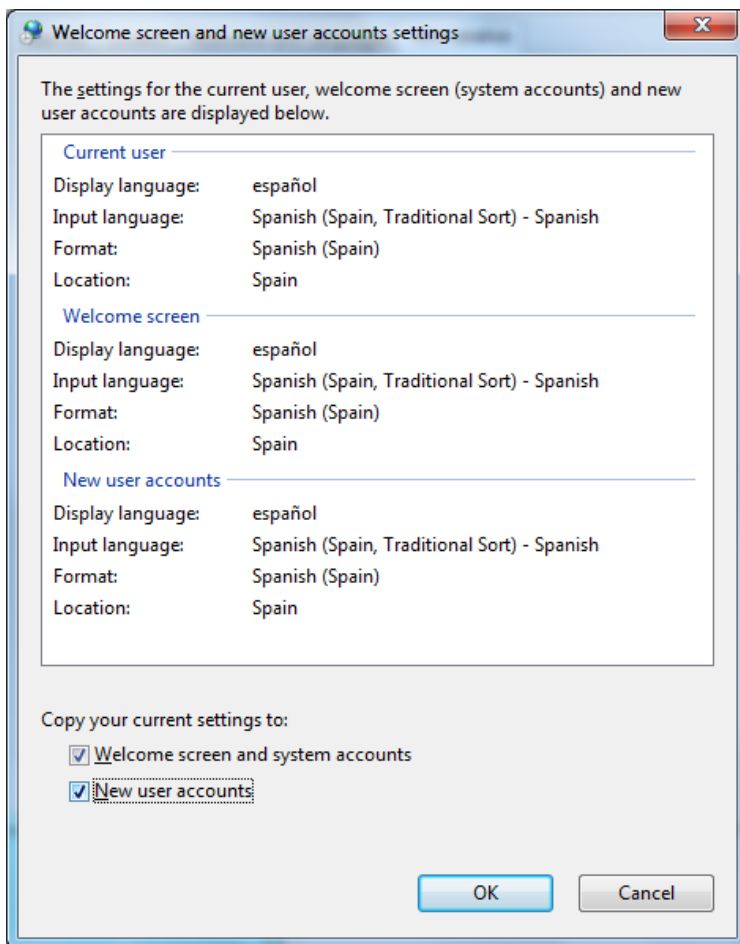 Welcome screen and new user accounts settings
The settings for the current user, welcome screen (system accounts) and new
user accounts are displayed below.
Current user
Display language: español
Input language: Spanish (Spain, Traditional Sort) - Spanish
Format: Spanish (Spain)
Location: Spain
Welcome screen
Display language: español
Input language: Spanish (Spain, Traditional Sort) - Spanish
Format: Spanish (Spain)
Location: Spain
New user accounts
Display language: español
Input language: Spanish (Spain, Traditional Sort) - Spanish
Format: Spanish (Spain)
Location: Spain
Copy your current settings to:
Welcome screen and system accounts
New user accounts
OK Cancel